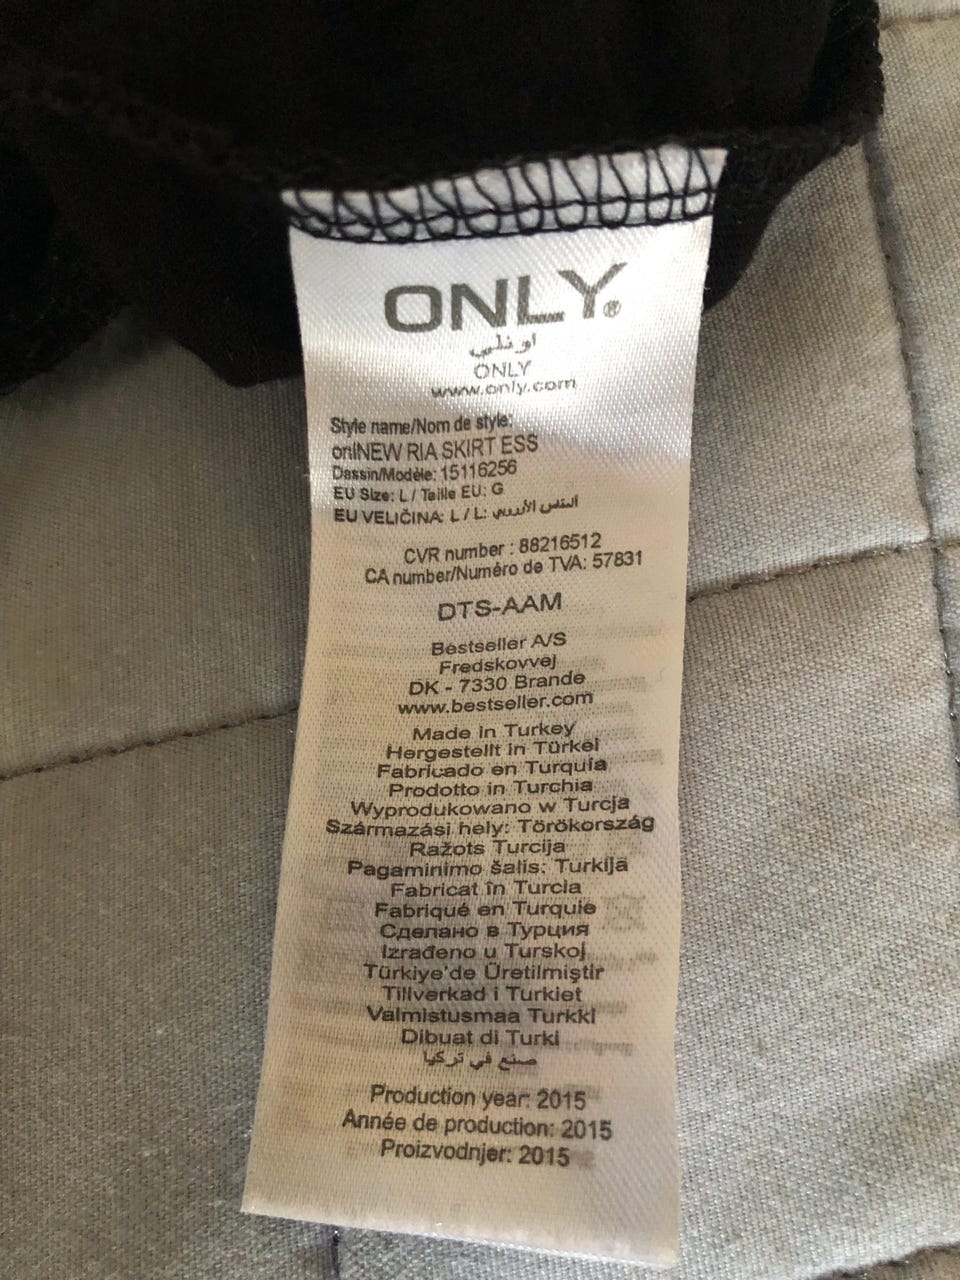 ONLY®
اونلي
ONLY
www.only.com
Style name/Nom de style:
onlNEW RIA SKIRT ESS
Dessin/Modèle: 15116256
EU Size: L / Taille EU: G
EU VELIČINA: L / L: المقاس الأوروبي
CVR number : 88216512
CA number/Numéro de TVA: 57831
DTS-AAM
Bestseller A/S
Fredskovvej
DK - 7330 Brande
www.bestseller.com
Made in Turkey
Hergestellt in Türkei
Fabricado en Turquía
Prodotto in Turchia
Wyprodukowano w Turcja
Származási hely: Törökország
Ražots Turcija
Pagaminimo šalis: Turkija
Fabricat în Turcia
Fabriqué en Turquie
Сделано в Турция
Izrađeno u Turskoj
Türkiye'de Üretilmiştir
Tillverkad i Turkiet
Valmistusmaa Turkki
Dibuat di Turki
صنع في تركيا
Production year: 2015
Année de production: 2015
Proizvodnjer: 2015